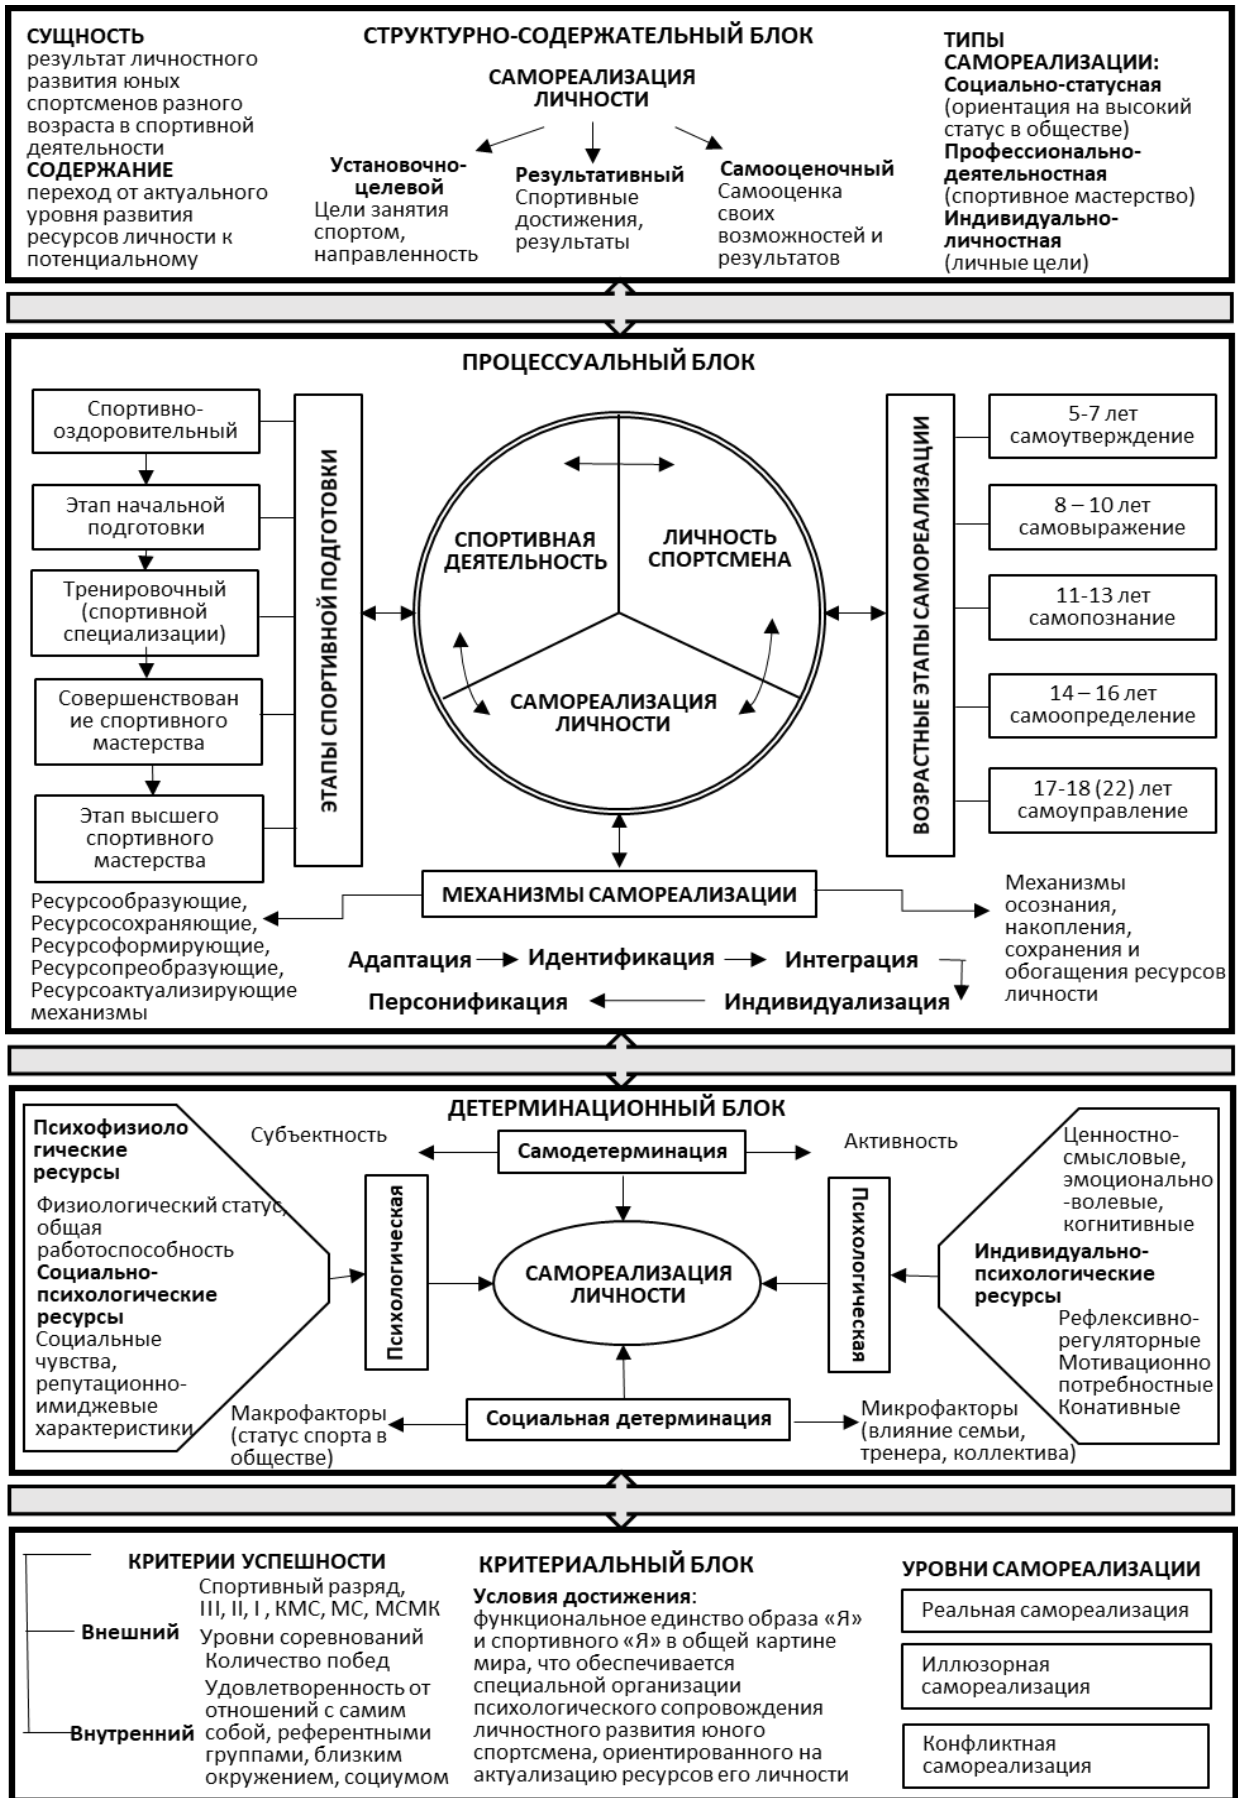 СУЩНОСТЬ
результат личностного
развития юных
спортсменов разного
возраста в спортивной
деятельности
СОДЕРЖАНИЕ
переход от актуального
уровня развития
ресурсов личности к
потенциальному
СТРУКТУРНО-СОДЕРЖАТЕЛЬНЫЙ БЛОК
САМОРЕАЛИЗАЦИЯ
ЛИЧНОСТИ
Установочно-
целевой
Цели занятия
спортом,
направленность
Результативный
Спортивные
достижения,
результаты
Самооценочный
Самооценка
своих
возможностей и
результатов
ТИПЫ
САМОРЕАЛИЗАЦИИ:
Социально-статусная
(ориентация на высокий
статус в обществе)
Профессионально-
деятельностная
(спортивное мастерство)
Индивидуально-
личностная
(личные цели)
ПРОЦЕССУАЛЬНЫЙ БЛОК
Спортивно-
оздоровительный
Этап начальной
подготовки
Тренировочный
(спортивной
специализации)
Совершенствован
ие спортивного
мастерства
Этап высшего
спортивного
мастерства
ЭТАПЫ СПОРТИВНОЙ ПОДГОТОВКИ
СПОРТИВНАЯ
ДЕЯТЕЛЬНОСТЬ
ЛИЧНОСТЬ
СПОРТСМЕНА
САМОРЕАЛИЗАЦИЯ
ЛИЧНОСТИ
ВОЗРАСТНЫЕ ЭТАПЫ САМОРЕАЛИЗАЦИИ
5-7 лет
самоутверждение
8 – 10 лет
самовыражение
11-13 лет
самопознание
14 – 16 лет
самоопределение
17-18 (22) лет
самоуправление
МЕХАНИЗМЫ САМОРЕАЛИЗАЦИИ
Ресурсообразующие,
Ресурсосохраняющие,
Ресурсоформирующие,
Ресурсопреобразующие,
Ресурсоактуализирующие
механизмы
Адаптация
Идентификация
Интеграция
Персонификация
Индивидуализация
Механизмы
осознания,
накопления,
сохранения и
обогащения ресурсов
личности
ДЕТЕРМИНАЦИОННЫЙ БЛОК
Психофизиоло
гические
ресурсы
Физиологический статус,
общая
работоспособность
Социально-
психологические
ресурсы
Социальные
чувства,
репутационно-
имиджевые
характеристики
Субъектность
Самодетерминация
Активность
Психологическая
САМОРЕАЛИЗАЦИЯ
ЛИЧНОСТИ
Психологическая
Макрофакторы
(статус спорта в
обществе)
Социальная детерминация
Микрофакторы
(влияние семьи,
тренера, коллектива)
Ценностно-
смысловые,
эмоционально
-волевые,
когнитивные
Индивидуально-
психологические
ресурсы
Рефлексивно-
регуляторные
Мотивационно
потребностные
Конативные
КРИТЕРИИ УСПЕШНОСТИ
Спортивный разряд,
III, II, I , КМС, МС, МСМК
Внешний
Уровни соревнований
Количество побед
Внутренний
Удовлетворенность от
отношений с самим
собой, референтными
группами, близким
окружением, социумом
КРИТЕРИАЛЬНЫЙ БЛОК
Условия достижения:
функциональное единство образа «Я»
и спортивного «Я» в общей картине
мира, что обеспечивается
специальной организации
психологического сопровождения
личностного развития юного
спортсмена, ориентированного на
актуализацию ресурсов его личности
УРОВНИ САМОРЕАЛИЗАЦИИ
Реальная самореализация
Иллюзорная
самореализация
Конфликтная
самореализация